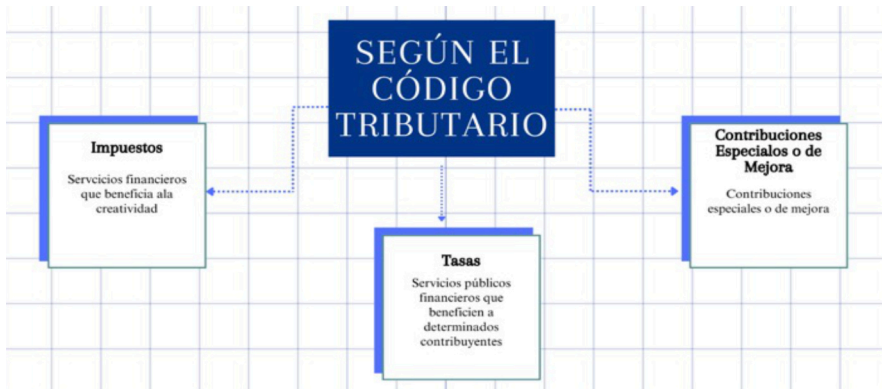 SEGÚN EL
CÓDIGO
TRIBUTARIO
Impuestos
Servcicios financieros
que beneficia ala
creatividad
Tasas
Servicios públicos
financieros que
beneficien a
determinados
contribuyentes
Contribuciones
Especialos o de
Mejora
Contribuciones
especiales o de mejora